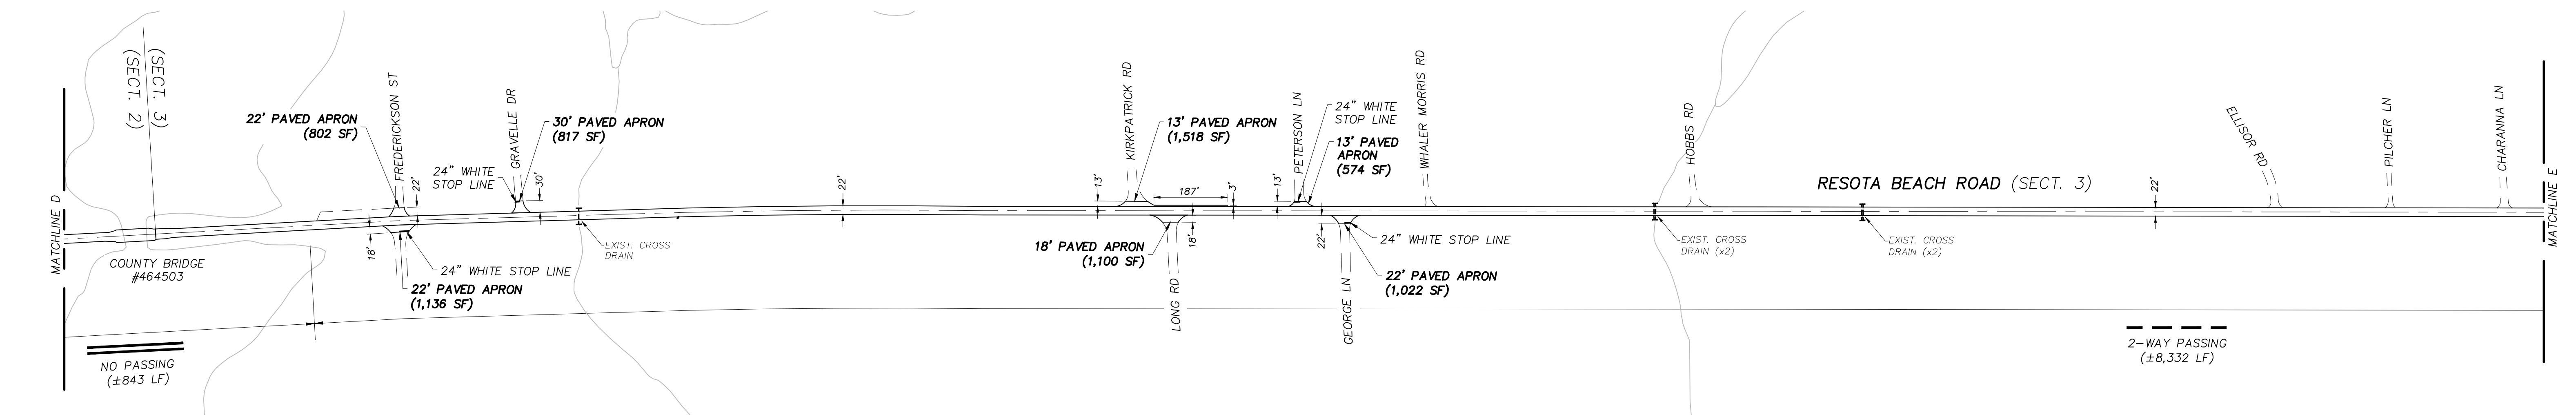 MATCHLINE D
(SECT. 2)
(SECT. 3)
COUNTY BRIDGE
#464503
NO PASSING
(±843 LF)
22' PAVED APRON
(802 SF)
FREDERICKSON ST
22'
18'
24" WHITE STOP LINE
22' PAVED APRON
(1,136 SF)
24" WHITE
STOP LINE
GRAVELLE DR
30' PAVED APRON
(817 SF)
30'
EXIST. CROSS
DRAIN
22'
KIRKPATRICK RD
13'
13' PAVED APRON
(1,518 SF)
187'
3'
18' PAVED APRON
(1,100 SF)
LONG RD
18'
13'
PETERSON LN
24" WHITE
STOP LINE
13' PAVED
APRON
(574 SF)
22'
24" WHITE STOP LINE
22' PAVED APRON
(1,022 SF)
GEORGE LN
WHALER MORRIS RD
HOBBS RD
EXIST. CROSS
DRAIN (x2)
EXIST. CROSS
DRAIN (x2)
RESOTA BEACH ROAD (SECT. 3)
22'
ELLISOR RD
PILCHER LN
CHARANNA LN
2-WAY PASSING
(±8,332 LF)
MATCHLINE E